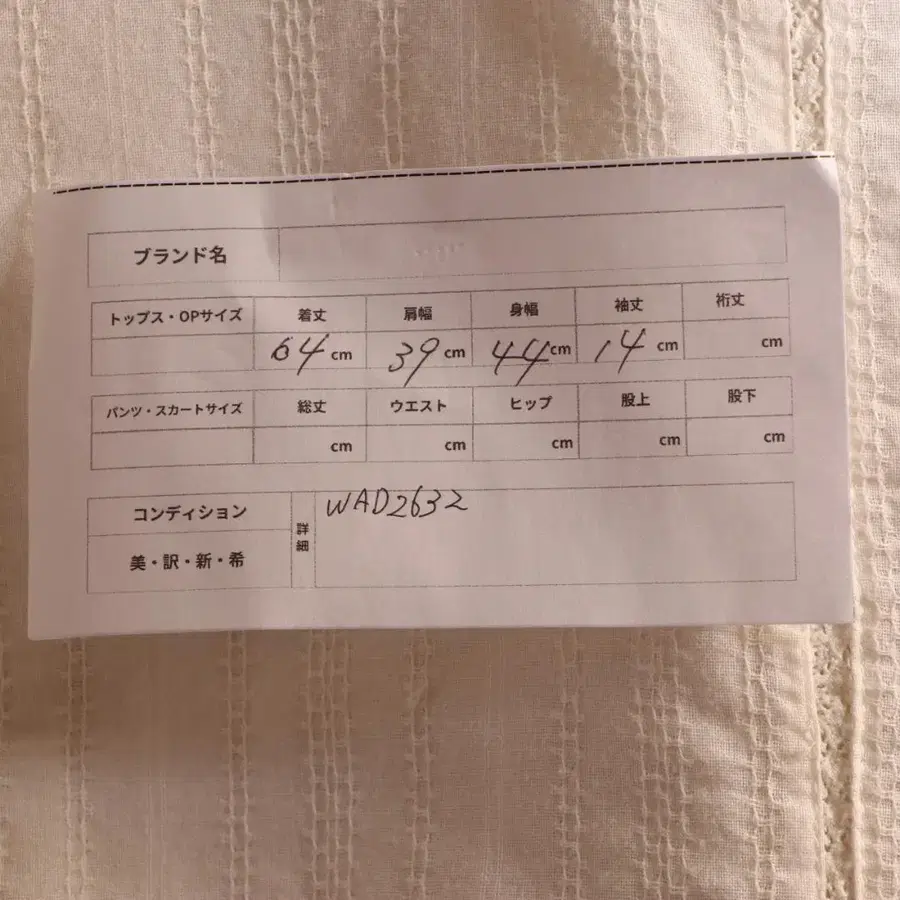 ブランド名
トップス・OPサイズ 着丈 肩幅 身幅 袖丈 裄丈
64 cm 39 cm 44 cm 14 cm cm
パンツ・スカートサイズ 総丈 ウエスト ヒップ 股上 股下
cm cm cm cm cm
コンディション 詳細 WAD2632
美・訳・新・希